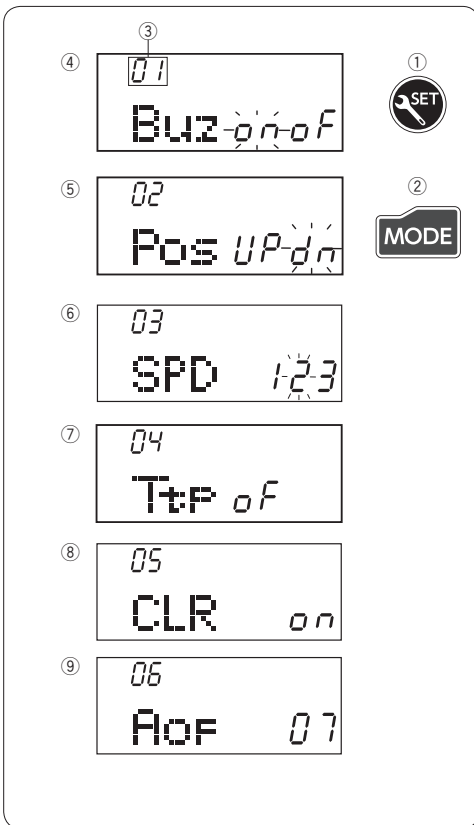 ③
④ 01 ①
Buz-on-oF SET
⑤ 02 ②
Pos UP-dn MODE
⑥ 03
SPD 1-2-3
⑦ 04
TtP oF
⑧ 05
CLR on
⑨ 06
AoF 07